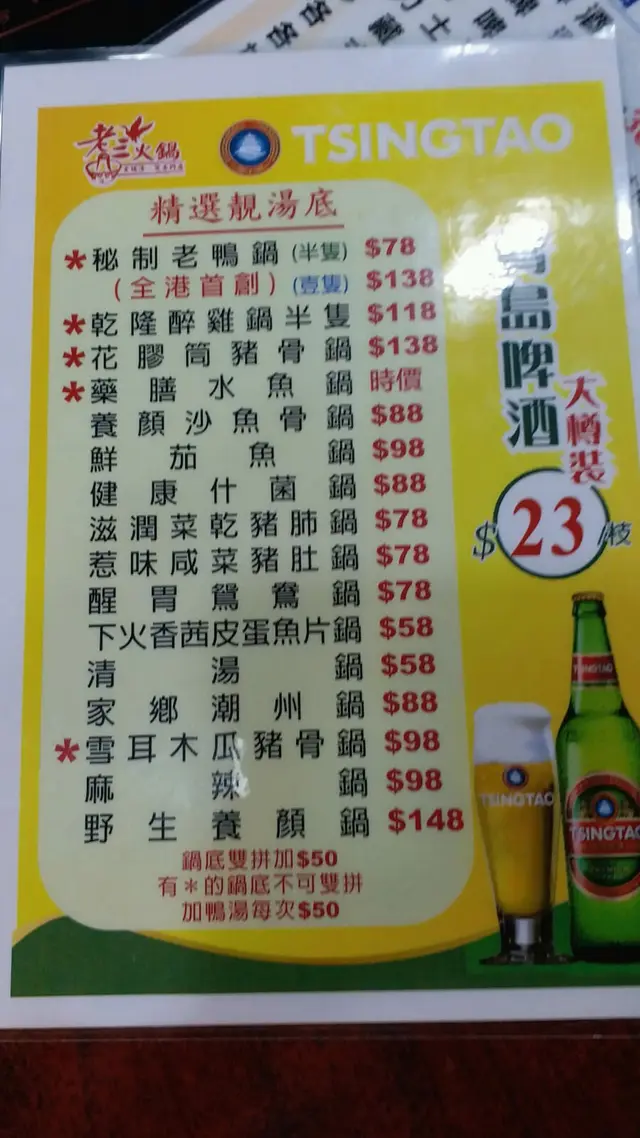 老三火鍋
TSINGTAO
精選靚湯底
*秘制老鴨鍋(半隻) $78
(全港首創)(壹隻) $138
*乾隆醉雞鍋半隻 $118
*花膠筒豬骨鍋 $138
*藥膳水魚鍋 時價
養顏沙魚骨鍋 $88
鮮茄魚鍋 $98
健康什菌鍋 $88
滋潤菜乾豬肺鍋 $78
惹味咸菜豬肚鍋 $78
醒胃鴛鴦鍋 $78
下火香茜皮蛋魚片鍋 $58
清湯鍋 $58
家鄉潮州鍋 $88
*雪耳木瓜豬骨鍋 $98
麻辣鍋 $98
野生養顏鍋 $148
鍋底雙拼加$50
有*的鍋底不可雙拼
加鴨湯每次$50
青島啤酒
大樽裝
$23/枝
TSINGTAO
TSINGTAO
TSINGTAO